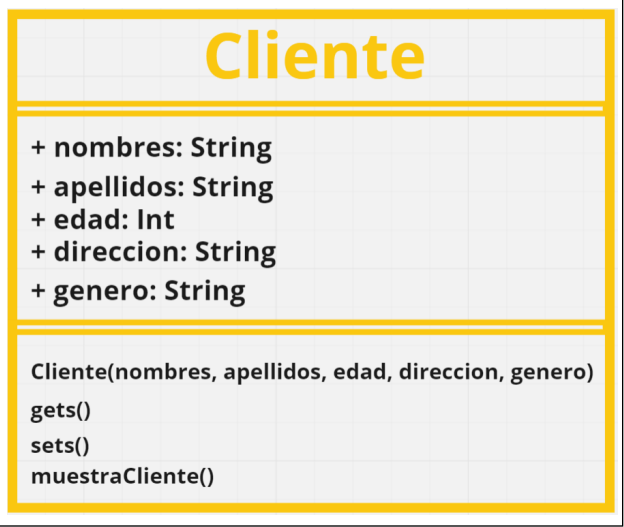 Cliente
+ nombres: String
+ apellidos: String
+ edad: Int
+ direccion: String
+ genero: String
Cliente(nombres, apellidos, edad, direccion, genero)
gets()
sets()
muestraCliente()